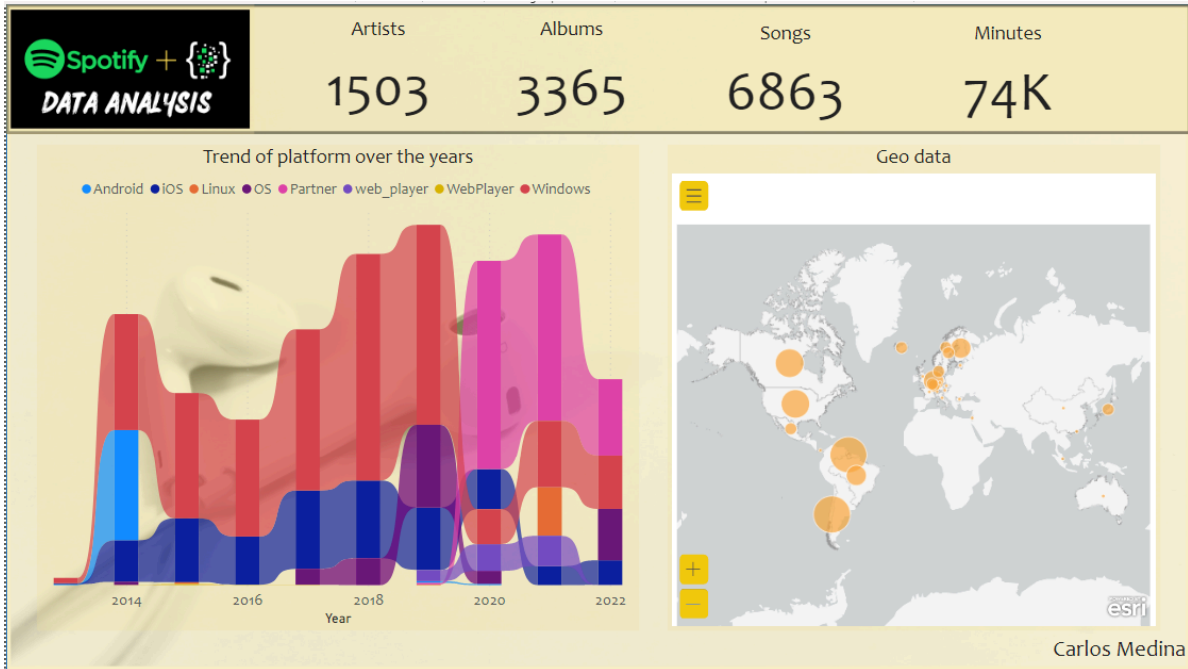 Artists Albums Songs Minutes
Spotify + {}
DATA ANALYSIS
1503 3365 6863 74K
Trend of platform over the years
Android iOS Linux OS Partner web_player WebPlayer Windows
2014 2016 2018 2020 2022
Year
Geo data
+
−
esri
Carlos Medina